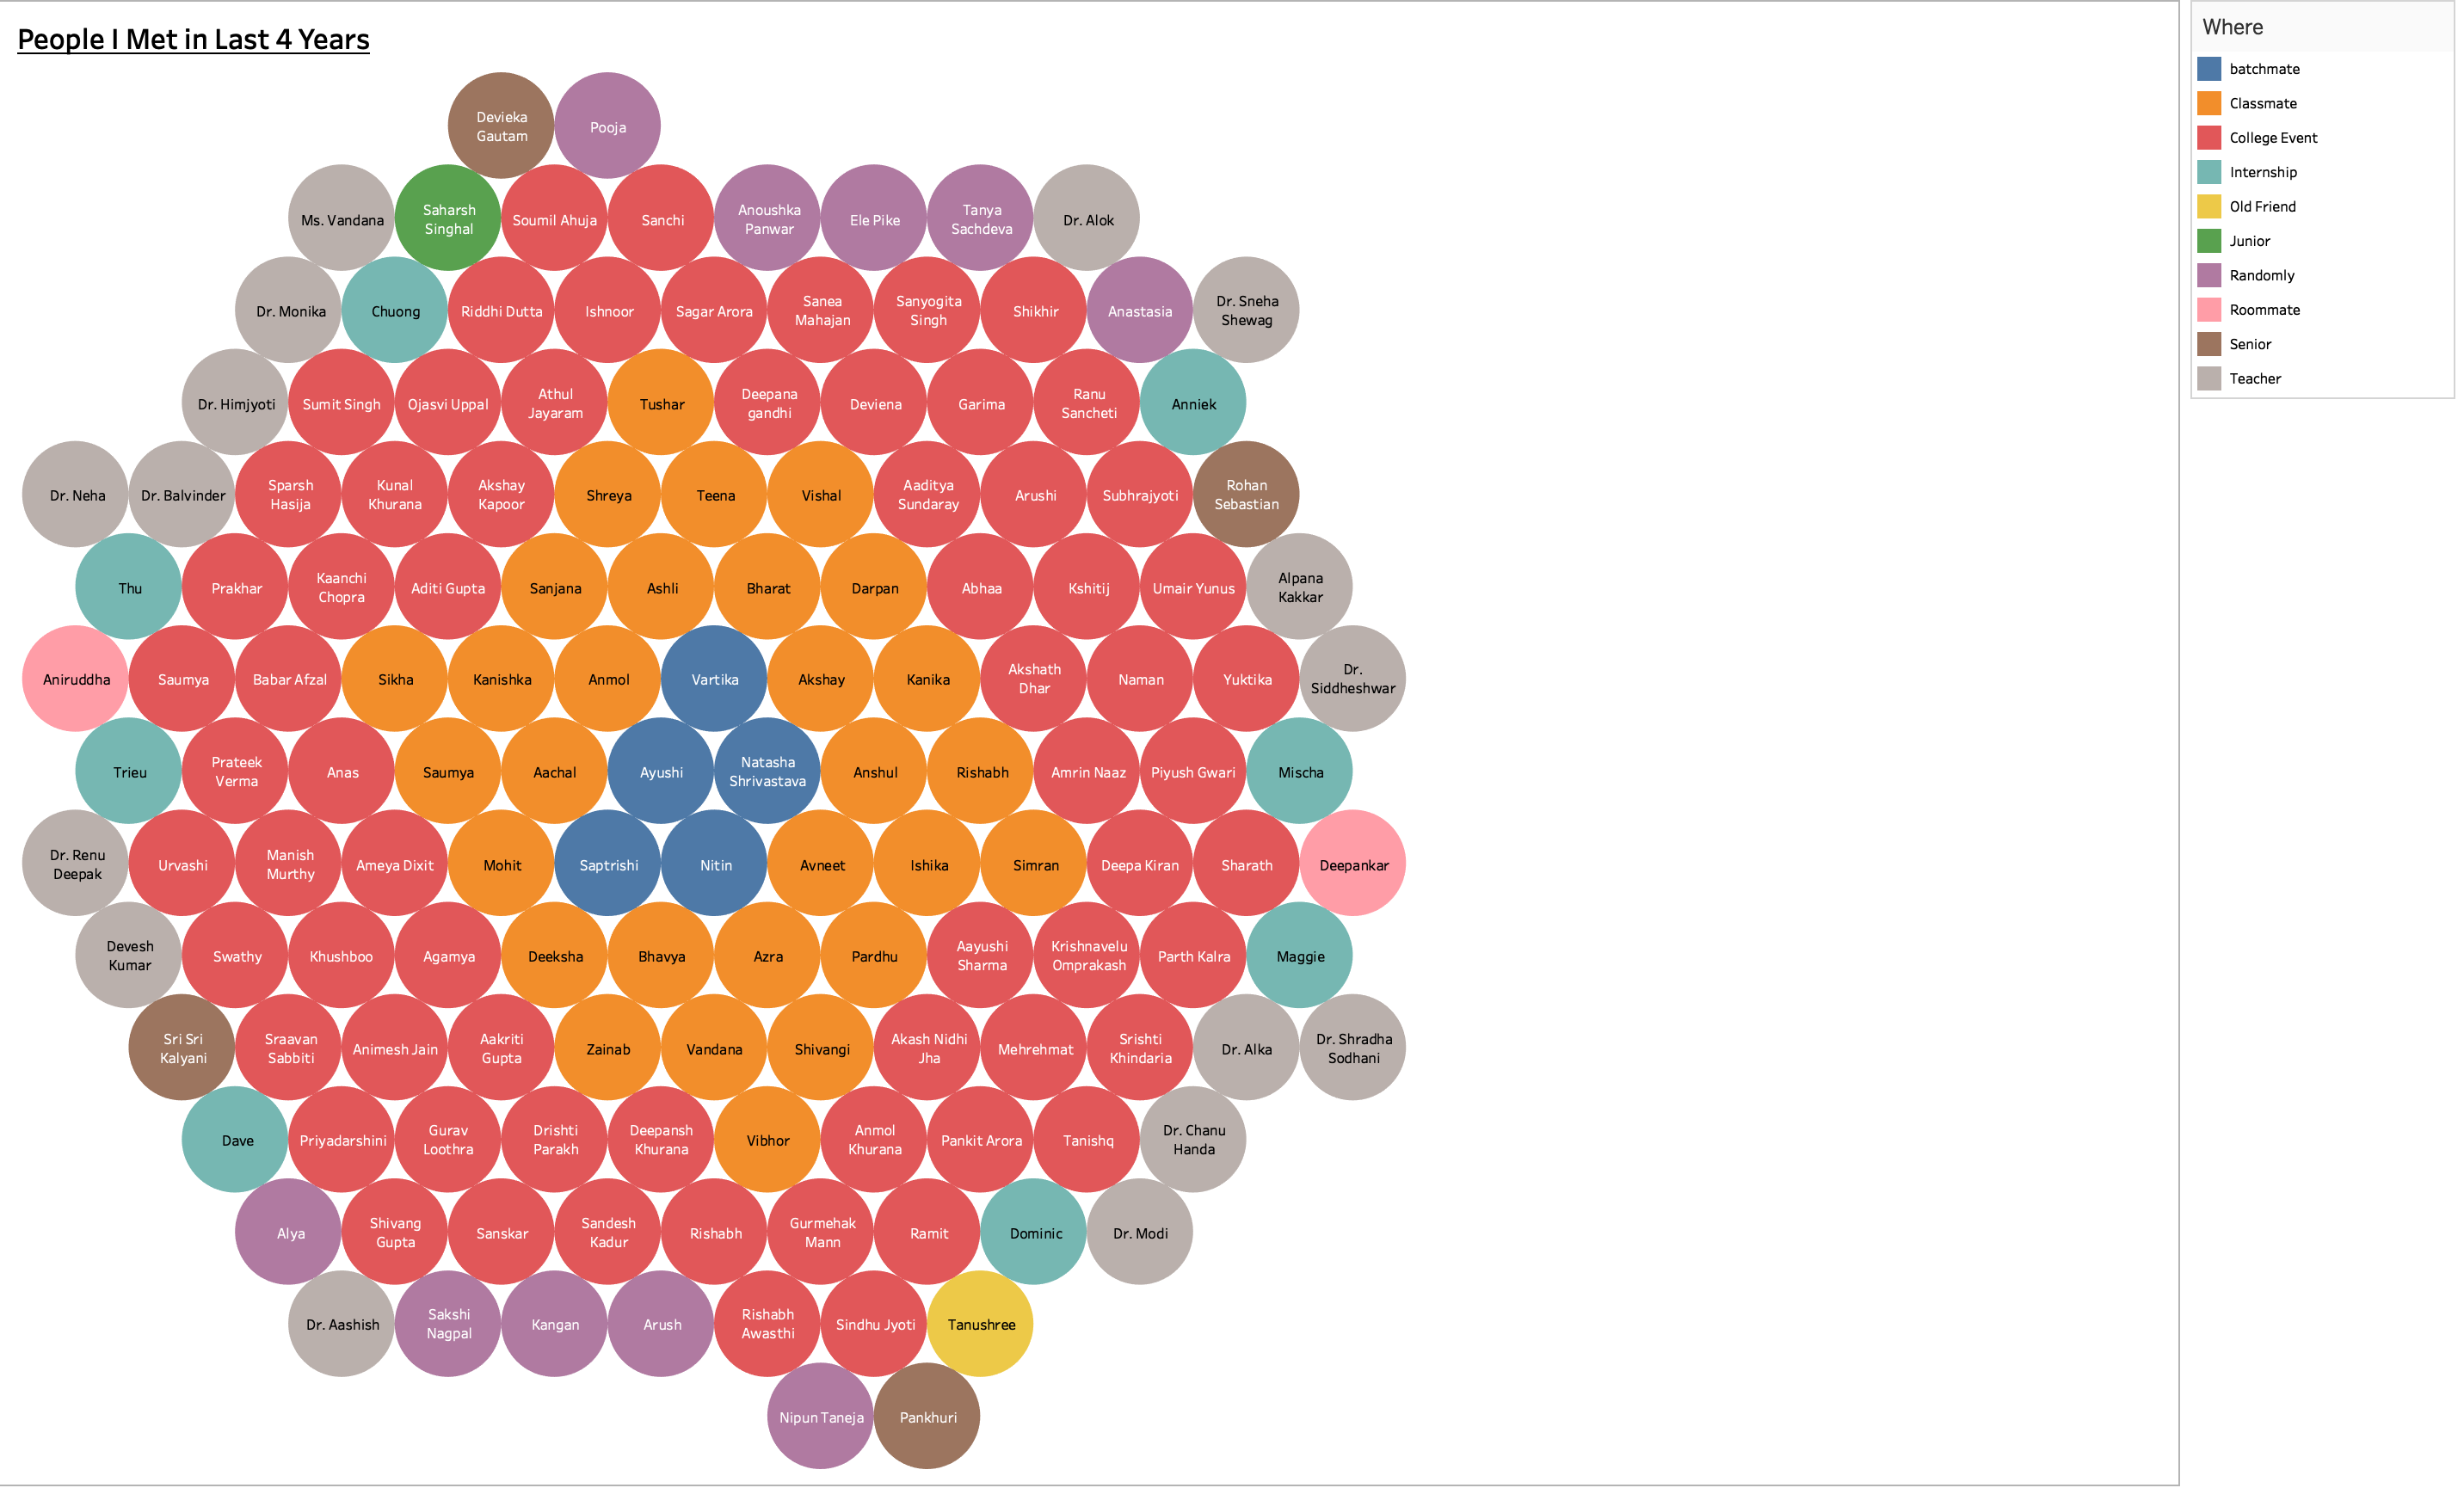 People I Met in Last 4 Years
Devieka
Gautam
Pooja
Ms. Vandana
Saharsh
Singhal
Soumil Ahuja
Sanchi
Anoushka
Panwar
Ele Pike
Tanya
Sachdeva
Dr. Alok
Dr. Monika
Chuong
Riddhi Dutta
Ishnoor
Sagar Arora
Sanea
Mahajan
Sanyogita
Singh
Shikhir
Anastasia
Dr. Sneha
Shewag
Dr. Himjyoti
Sumit Singh
Ojasvi Uppal
Athul
Jayaram
Tushar
Deepana
gandhi
Deviena
Garima
Ranu
Sancheti
Anniek
Dr. Neha
Dr. Balvinder
Sparsh
Hasija
Kunal
Khurana
Akshay
Kapoor
Shreya
Teena
Vishal
Aaditya
Sundaray
Arushi
Subhrajyoti
Rohan
Sebastian
Thu
Prakhar
Kaanchi
Chopra
Aditi Gupta
Sanjana
Ashli
Bharat
Darpan
Abhaa
Kshitij
Umair Yunus
Alpana
Kakkar
Aniruddha
Saumya
Babar Afzal
Sikha
Kanishka
Anmol
Vartika
Akshay
Kanika
Akshath
Dhar
Naman
Yuktika
Dr.
Siddheshwar
Trieu
Prateek
Verma
Anas
Saumya
Aachal
Ayushi
Natasha
Shrivastava
Anshul
Rishabh
Amrin Naaz
Piyush Gwari
Mischa
Dr. Renu
Deepak
Urvashi
Manish
Murthy
Ameya Dixit
Mohit
Saptrishi
Nitin
Avneet
Ishika
Simran
Deepa Kiran
Sharath
Deepankar
Devesh
Kumar
Swathy
Khushboo
Agamya
Deeksha
Bhavya
Azra
Pardhu
Aayushi
Sharma
Krishnavelu
Omprakash
Parth Kalra
Maggie
Sri Sri
Kalyani
Sraavan
Sabbiti
Animesh Jain
Aakriti
Gupta
Zainab
Vandana
Shivangi
Akash Nidhi
Jha
Mehrehmat
Srishti
Khindaria
Dr. Alka
Dr. Shradha
Sodhani
Dave
Priyadarshini
Gurav
Loothra
Drishti
Parakh
Deepansh
Khurana
Vibhor
Anmol
Khurana
Pankit Arora
Tanishq
Dr. Chanu
Handa
Alya
Shivang
Gupta
Sanskar
Sandesh
Kadur
Rishabh
Gurmehak
Mann
Ramit
Dominic
Dr. Modi
Dr. Aashish
Sakshi
Nagpal
Kangan
Arush
Rishabh
Awasthi
Sindhu Jyoti
Tanushree
Nipun Taneja
Pankhuri
Where
batchmate
Classmate
College Event
Internship
Old Friend
Junior
Randomly
Roommate
Senior
Teacher